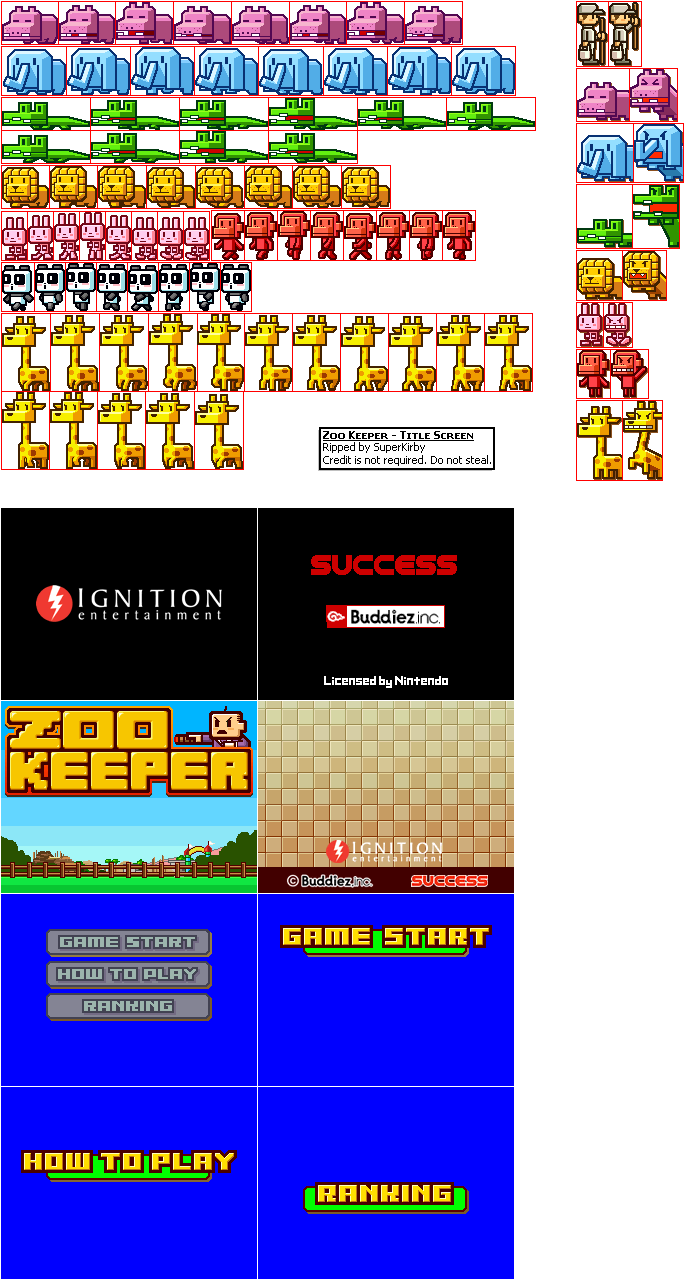 Zoo Keeper - Title Screen
Ripped by SuperKirby
Credit is not required. Do not steal.
IGNITION
entertainment
SUCCESS
Buddiez.inc.
Licensed by Nintendo
ZOO
KEEPER
IGNITION
entertainment
© Buddiez.inc. SUCCESS
GAME START
HOW TO PLAY
RANKING
GAME START
HOW TO PLAY
RANKING